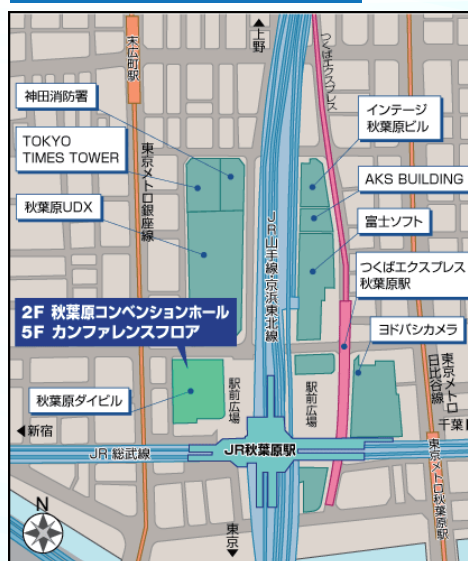 ▲上野
末広町駅
つくばエクスプレス
神田消防署
インテージ
秋葉原ビル
TOKYO
TIMES TOWER
東京メトロ銀座線
AKS BUILDING
秋葉原UDX
JR山手線・京浜東北線
富士ソフト
つくばエクスプレス
秋葉原駅
2F 秋葉原コンベンションホール
5F カンファレンスフロア
ヨドバシカメラ
秋葉原ダイビル
駅前広場
駅前広場
東京メトロ
日比谷線
◀新宿
千葉
JR 総武線
JR秋葉原駅
東京メトロ秋葉原駅
N
東京▼